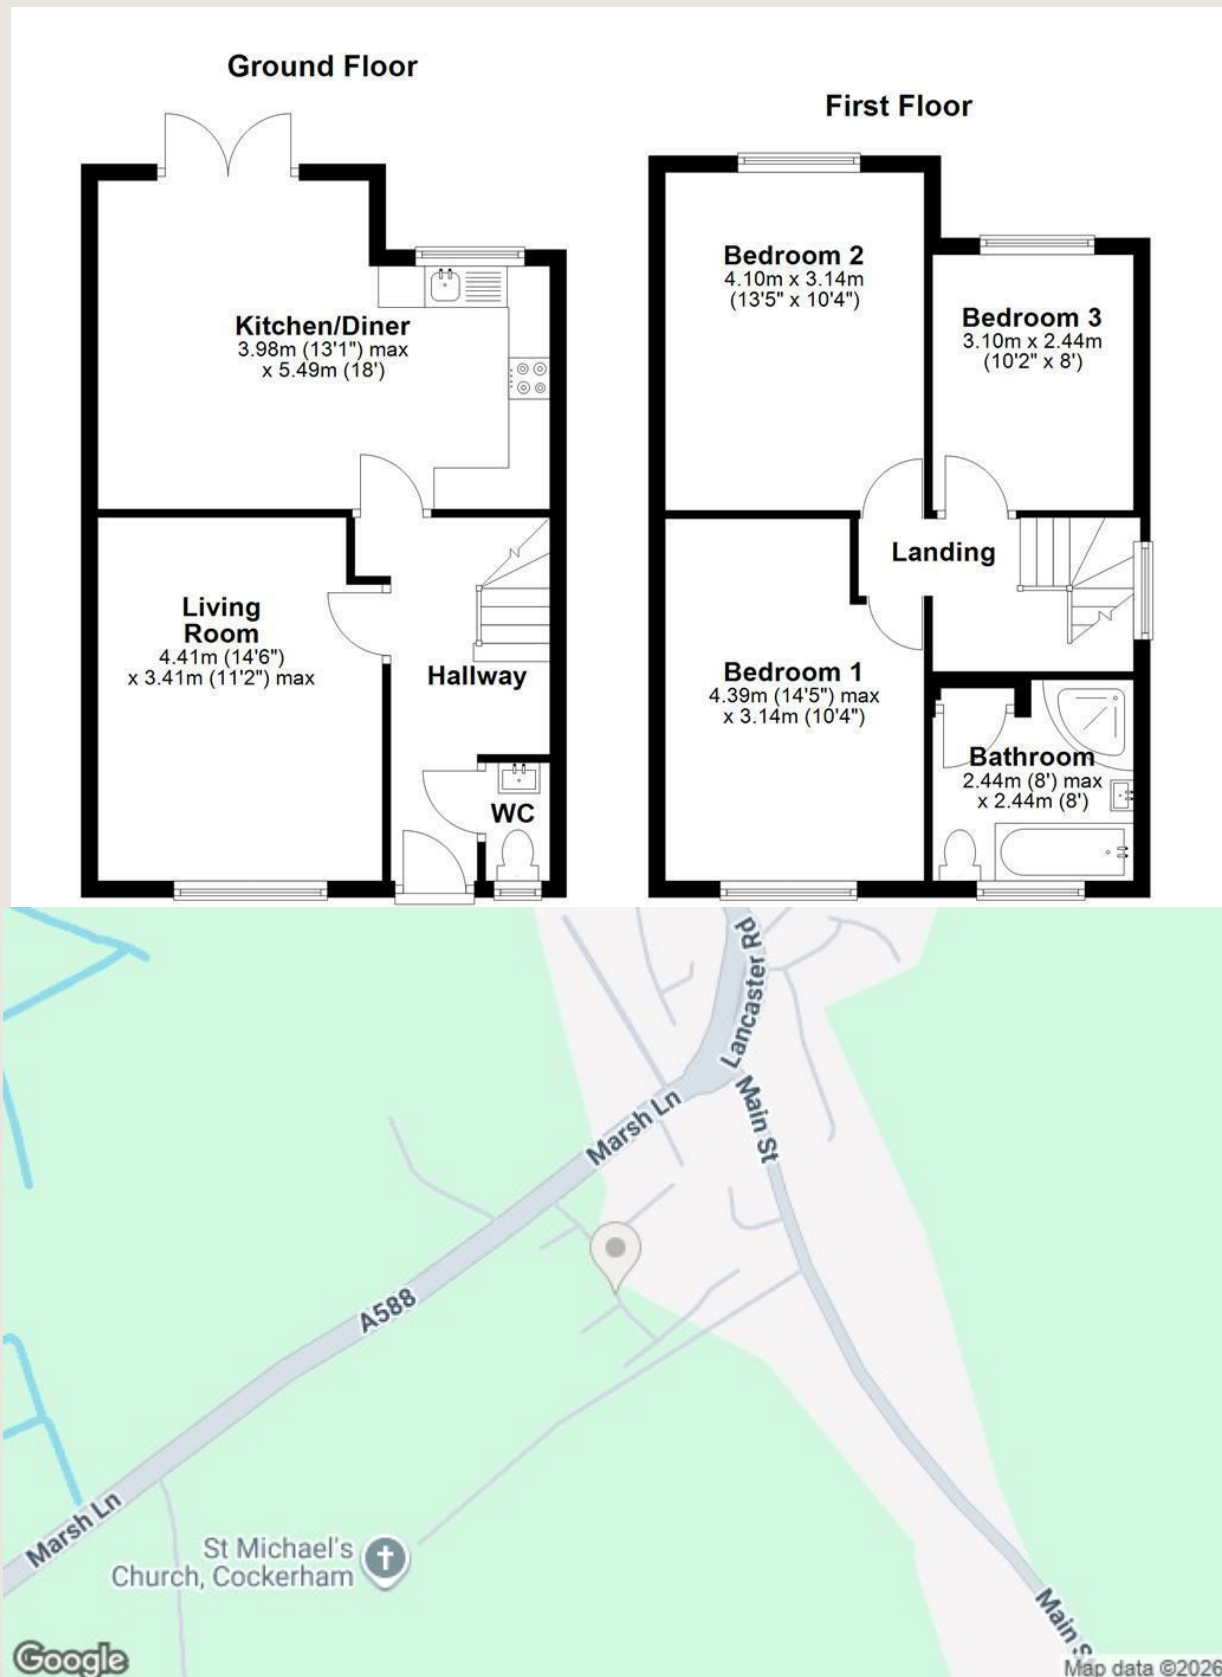 Ground Floor
Kitchen/Diner
3.98m (13'1") max
x 5.49m (18')
Living
Room
4.41m (14'6")
x 3.41m (11'2") max
Hallway
WC
First Floor
Bedroom 2
4.10m x 3.14m
(13'5" x 10'4")
Bedroom 3
3.10m x 2.44m
(10'2" x 8')
Landing
Bedroom 1
4.39m (14'5") max
x 3.14m (10'4")
Bathroom
2.44m (8') max
x 2.44m (8')
Lancaster Rd
Main St
Marsh Ln
A588
Marsh Ln
St Michael's
Church, Cockerham
Main S
Google
Map data ©2026